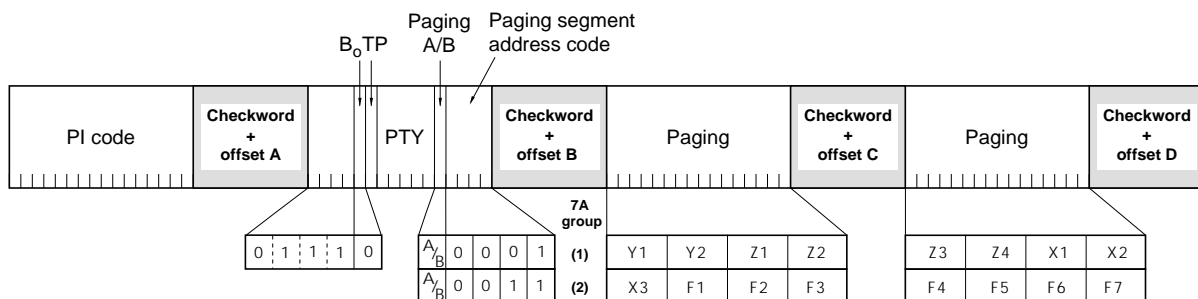 Paging Paging segment
B₀TP A/B address code
PI code Checkword + offset A PTY Checkword + offset B Paging Checkword + offset C Paging Checkword + offset D
7A group
0 1 1 1 1 0 A/B 0 0 0 1 (1) Y1 Y2 Z1 Z2 Z3 Z4 X1 X2
A/B 0 0 1 1 (2) X3 F1 F2 F3 F4 F5 F6 F7